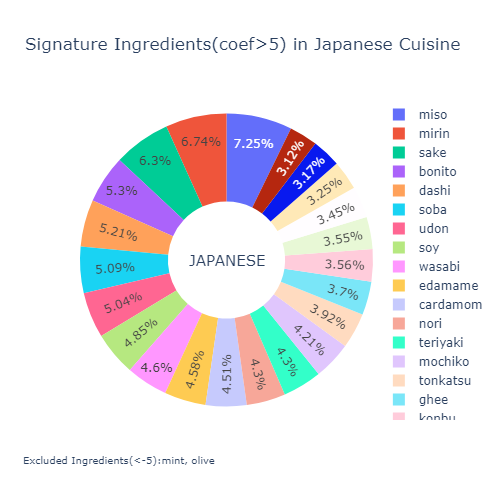 Signature Ingredients(coef>5) in Japanese Cuisine
7.25%
3.12%
3.17%
3.25%
3.45%
3.55%
3.56%
3.7%
3.92%
4.21%
4.3%
4.3%
4.51%
4.58%
4.6%
4.85%
5.04%
5.09%
5.21%
5.3%
6.3%
6.74%
JAPANESE
miso
mirin
sake
bonito
dashi
soba
udon
soy
wasabi
edamame
cardamom
nori
teriyaki
mochiko
tonkatsu
ghee
konbu
Excluded Ingredients(<-5):mint, olive